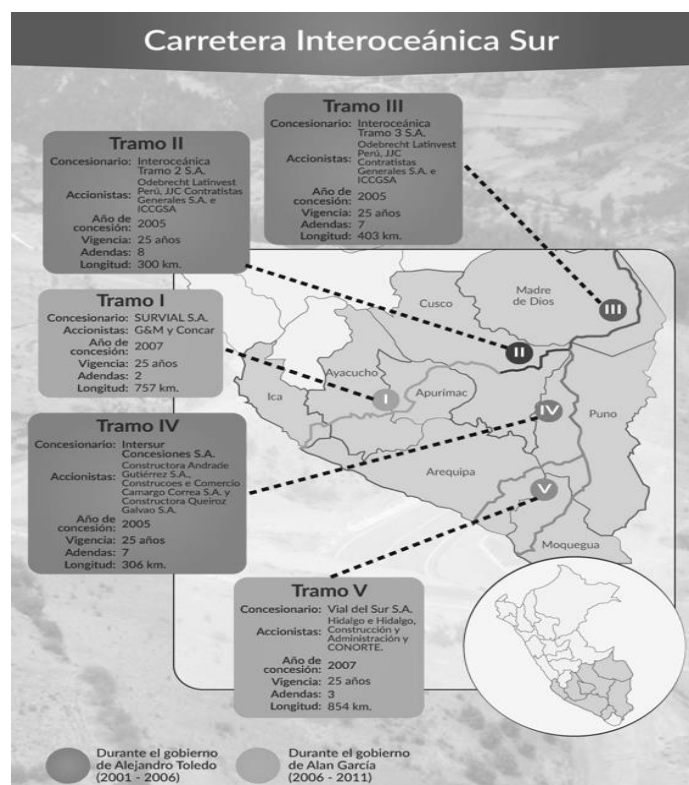 Carretera Interoceánica Sur
Tramo III
Concesionario: Interoceánica
Tramo 3 S.A.
Accionistas: Odebrecht Latinvest
Perú, JJC
Contratistas
Generales S.A. e
ICCGSA
Año de
concesión: 2005
Vigencia: 25 años
Adendas: 7
Longitud: 403 km.
Tramo II
Concesionario: Interoceánica
Tramo 2 S.A.
Accionistas: Odebrecht Latinvest
Perú, JJC Contratistas
Generales S.A. e
ICCGSA
Año de
concesión: 2005
Vigencia: 25 años
Adendas: 8
Longitud: 300 km.
Tramo I
Concesionario: SURVIAL S.A.
Accionistas: G&M y Concar
Año de
concesión: 2007
Vigencia: 25 años
Adendas: 2
Longitud: 757 km.
Tramo IV
Concesionario: Intersur
Concesiones S.A.
Accionistas: Constructora Andrade
Gutiérrez S.A.,
Construcoes e Comercio
Camargo Correa S.A. y
Constructora Queiroz
Galvao S.A.
Año de
concesión: 2005
Vigencia: 25 años
Adendas: 7
Longitud: 306 km.
Tramo V
Concesionario: Vial del Sur S.A.
Accionistas: Hidalgo e Hidalgo,
Construcción y
Administración y
CONORTE.
Año de
concesión: 2007
Vigencia: 25 años
Adendas: 3
Longitud: 854 km.
Cusco
Madre
de Dios
III
II
Ayacucho
Apurímac
I
Ica
IV
Puno
Arequipa
V
Moquegua
Durante el gobierno
de Alejandro Toledo
(2001 - 2006)
Durante el gobierno
de Alan García
(2006 - 2011)